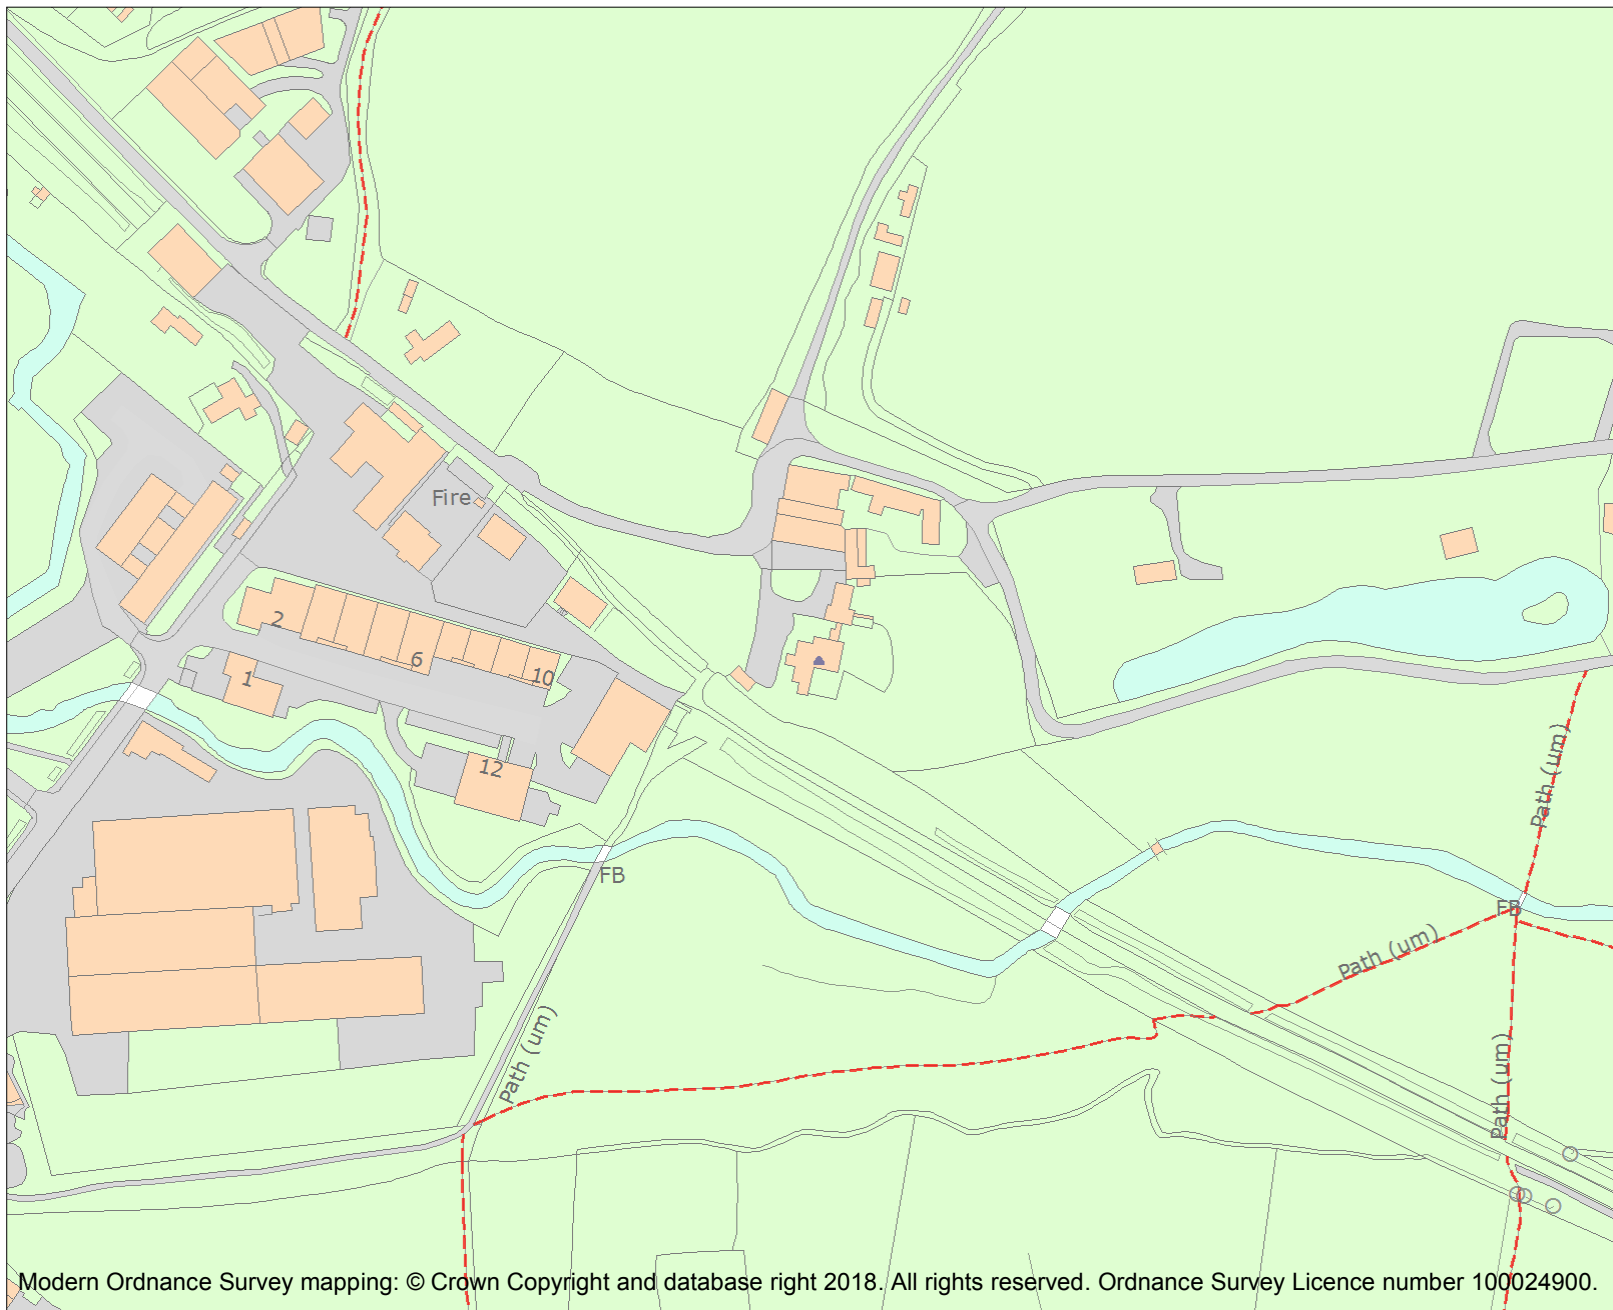 Fire
2
6
10
1
12
FB
Path (um)
FB
Path (um)
Path (um)
Path (um)
Modern Ordnance Survey mapping: © Crown Copyright and database right 2018. All rights reserved. Ordnance Survey Licence number 100024900.